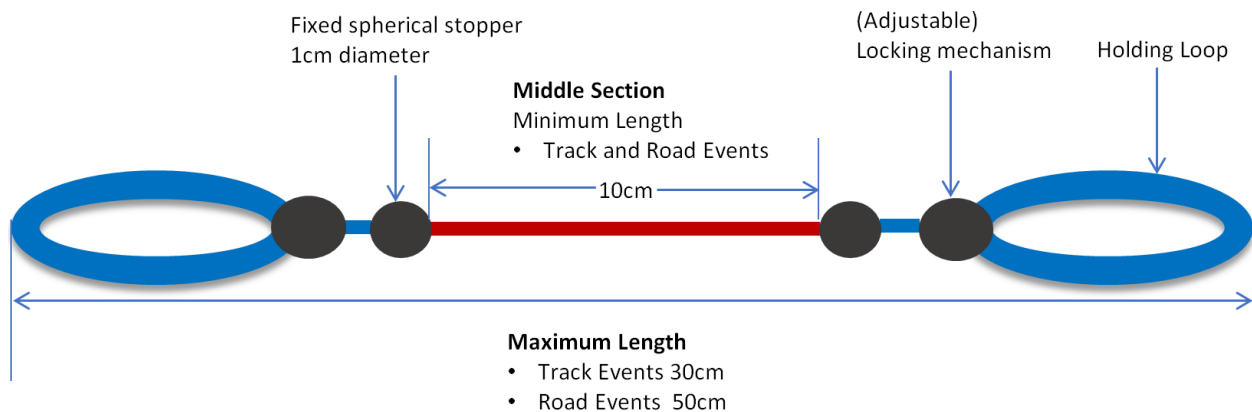 Fixed spherical stopper
1cm diameter
(Adjustable)
Locking mechanism
Holding Loop
Middle Section
Minimum Length
• Track and Road Events
10cm
Maximum Length
• Track Events 30cm
• Road Events  50cm